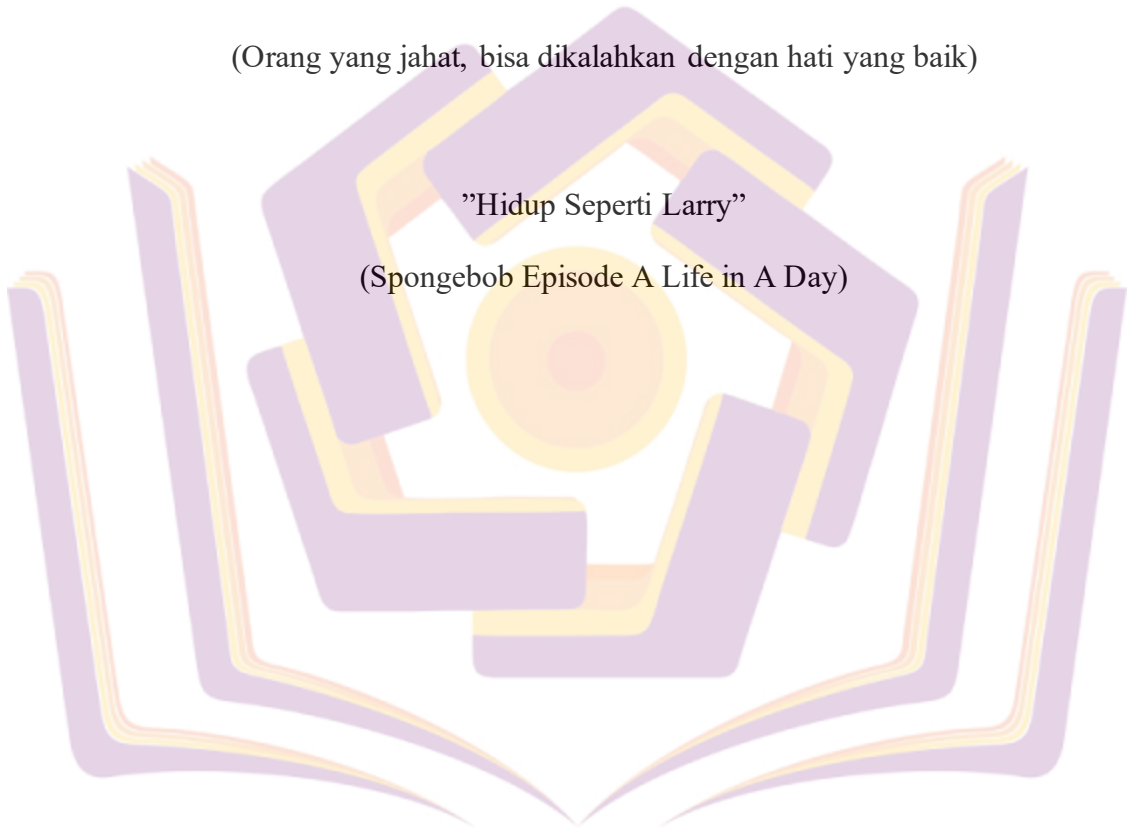 (Orang yang jahat, bisa dikalahkan dengan hati yang baik)
”Hidup Seperti Larry”
(Spongebob Episode A Life in A Day)